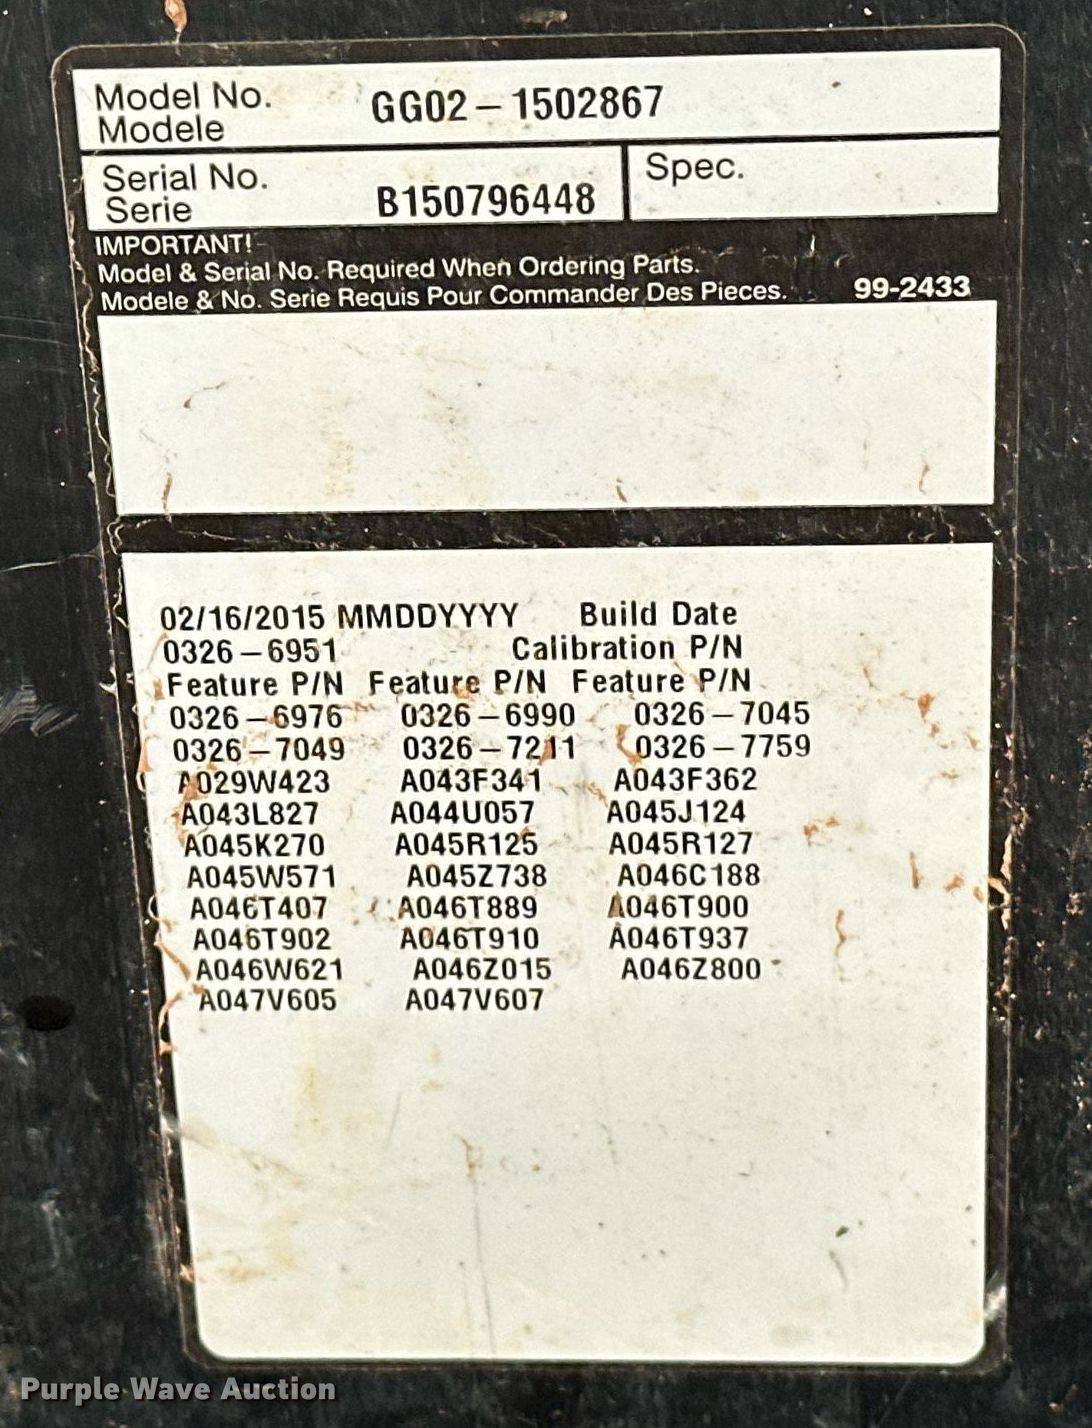 Model No.
Modele
GG02-1502867
Serial No.
Serie
B150796448
Spec.
IMPORTANT!
Model & Serial No. Required When Ordering Parts.
Modele & No. Serie Requis Pour Commander Des Pieces.
99-2433
02/16/2015 MMDDYYYY Build Date
0326-6951 Calibration P/N
Feature P/N Feature P/N Feature P/N
0326-6976 0326-6990 0326-7045
0326-7049 0326-7211 0326-7759
A029W423 A043F341 A043F362
A043L827 A044U057 A045J124
A045K270 A045R125 A045R127
A045W571 A045Z738 A046C188
A046T407 A046T889 A046T900
A046T902 A046T910 A046T937
A046W621 A046Z015 A046Z800
A047V605 A047V607
Purple Wave Auction